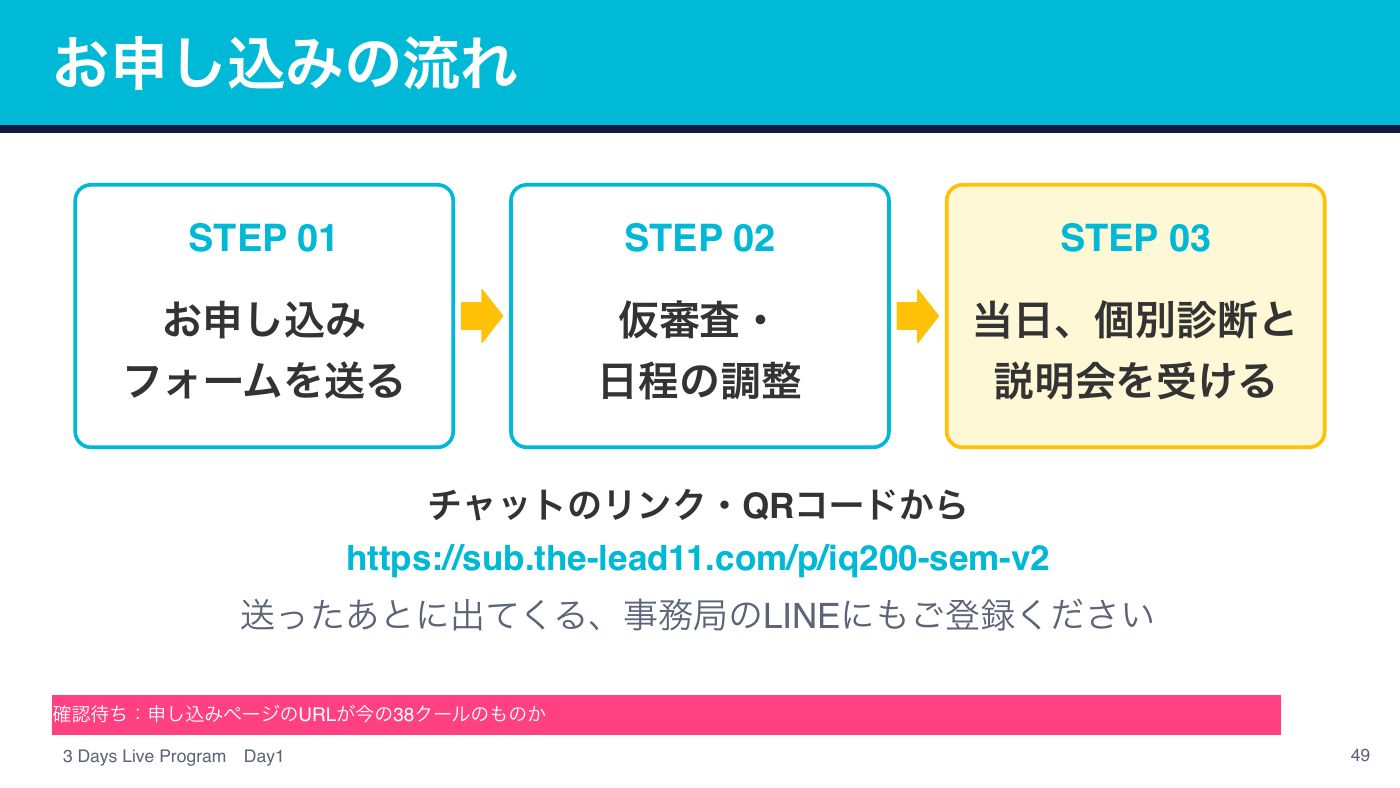 お申し込みの流れ
STEP 01
お申し込み
フォームを送る
STEP 02
仮審査・
日程の調整
STEP 03
当日、個別診断と
説明会を受ける
チャットのリンク・QRコードから
https://sub.the-lead11.com/p/iq200-sem-v2
送ったあとに出てくる、事務局のLINEにもご登録ください
確認待ち：申し込みページのURLが今の38クールのものか
3 Days Live Program　Day1
49